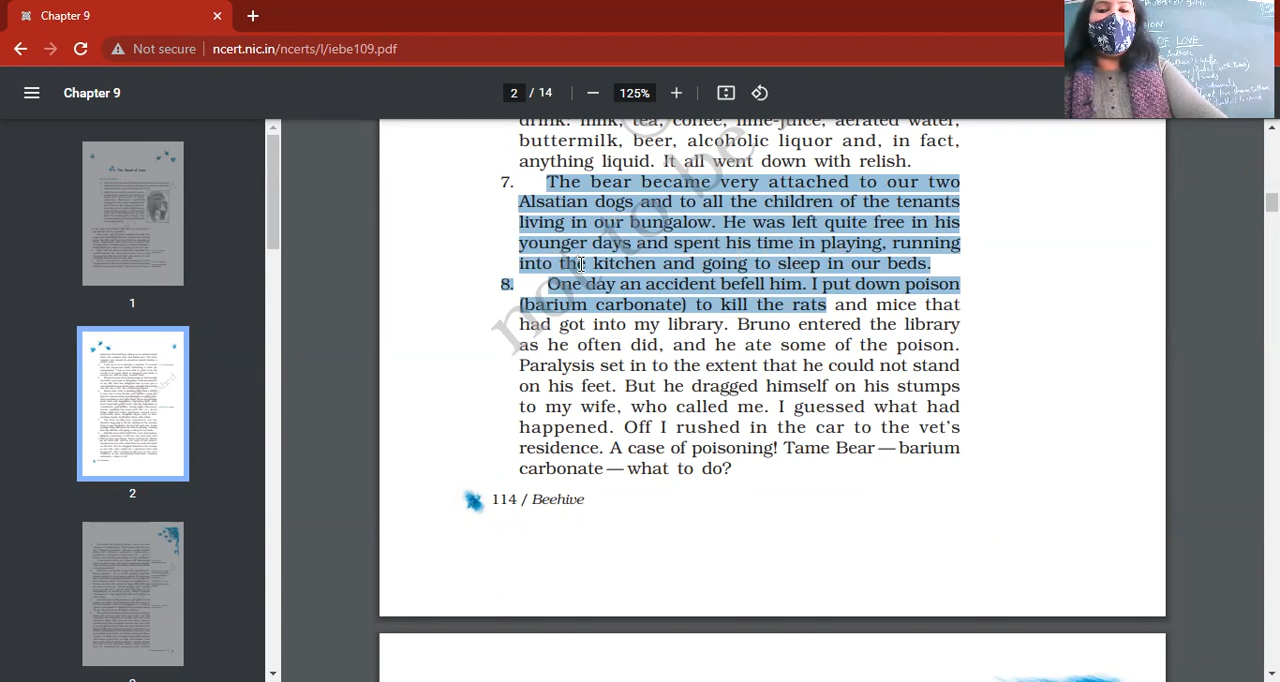 Chapter 9
Not secure
ncert.nic.in/ncerts/l/iebe109.pdf
OF LOVE
Chapter 9
2 / 14
125%
drink: milk, tea, coffee, lime-juice, aerated water,
buttermilk, beer, alcoholic liquor and, in fact,
anything liquid. It all went down with relish.
7. The bear became very attached to our two
Alsatian dogs and to all the children of the tenants
living in our bungalow. He was left quite free in his
younger days and spent his time in playing, running
into the kitchen and going to sleep in our beds.
8. One day an accident befell him. I put down poison
(barium carbonate) to kill the rats and mice that
had got into my library. Bruno entered the library
as he often did, and he ate some of the poison.
Paralysis set in to the extent that he could not stand
on his feet. But he dragged himself on his stumps
to my wife, who called me. I guessed what had
happened. Off I rushed in the car to the vet's
residence. A case of poisoning! Tame Bear—barium
carbonate—what to do?
114 / Beehive
not to be
1
2